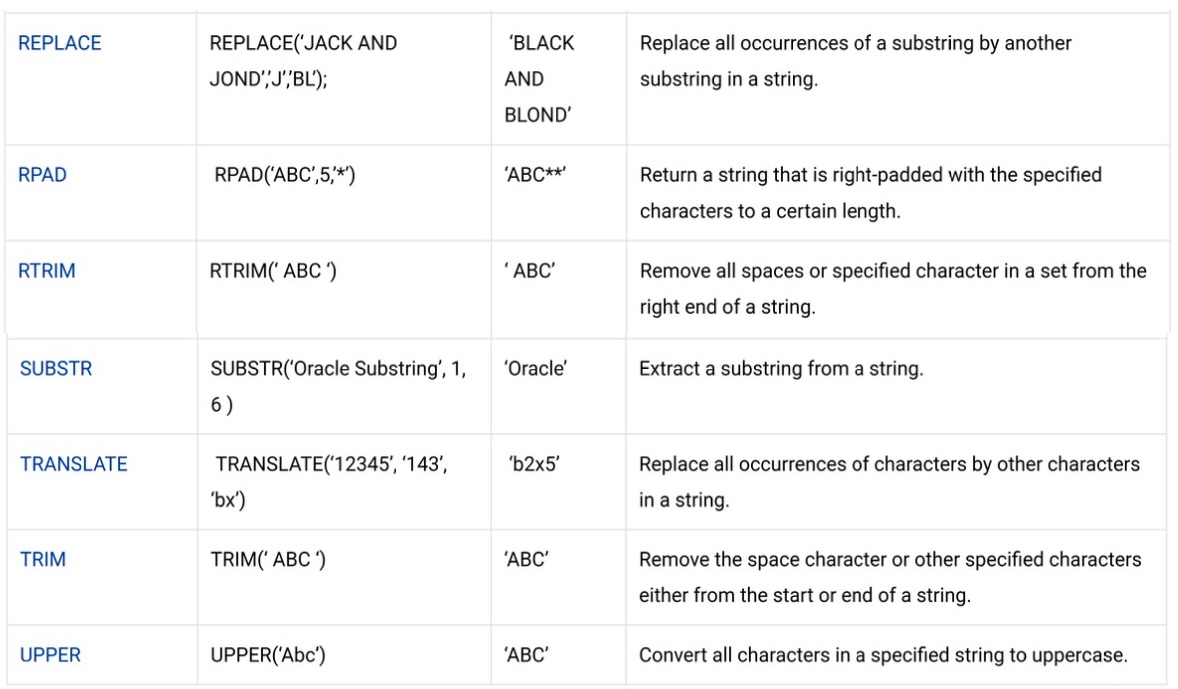 REPLACE
REPLACE(‘JACK AND
JOND’,’J’,’BL’);
‘BLACK
AND
BLOND’
Replace all occurrences of a substring by another
substring in a string.
RPAD
RPAD(‘ABC’,5,’*’)
‘ABC**’
Return a string that is right-padded with the specified
characters to a certain length.
RTRIM
RTRIM(‘ ABC ‘)
‘ ABC’
Remove all spaces or specified character in a set from the
right end of a string.
SUBSTR
SUBSTR(‘Oracle Substring’, 1,
6 )
‘Oracle’
Extract a substring from a string.
TRANSLATE
TRANSLATE(‘12345’, ‘143’,
‘bx’)
‘b2x5’
Replace all occurrences of characters by other characters
in a string.
TRIM
TRIM(‘ ABC ‘)
‘ABC’
Remove the space character or other specified characters
either from the start or end of a string.
UPPER
UPPER(‘Abc’)
‘ABC’
Convert all characters in a specified string to uppercase.